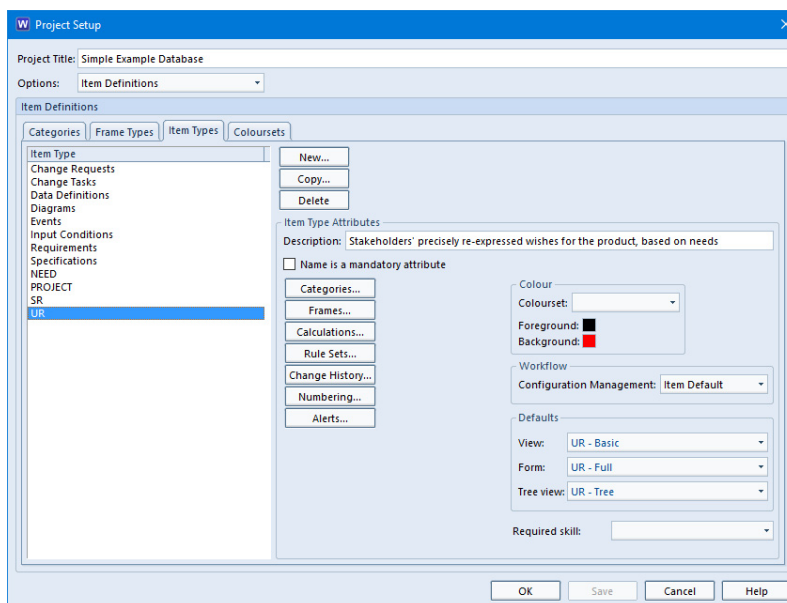 W Project Setup
Project Title: Simple Example Database
Options: Item Definitions
Item Definitions
Categories Frame Types Item Types Coloursets
Item Type
Change Requests
Change Tasks
Data Definitions
Diagrams
Events
Input Conditions
Requirements
Specifications
NEED
PROJECT
SR
UR
New...
Copy...
Delete
Item Type Attributes
Description: Stakeholders' precisely re-expressed wishes for the product, based on needs
Name is a mandatory attribute
Categories...
Frames...
Calculations...
Rule Sets...
Change History...
Numbering...
Alerts...
Colour
Colourset:
Foreground:
Background:
Workflow
Configuration Management: Item Default
Defaults
View: UR - Basic
Form: UR - Full
Tree view: UR - Tree
Required skill:
OK Save Cancel Help